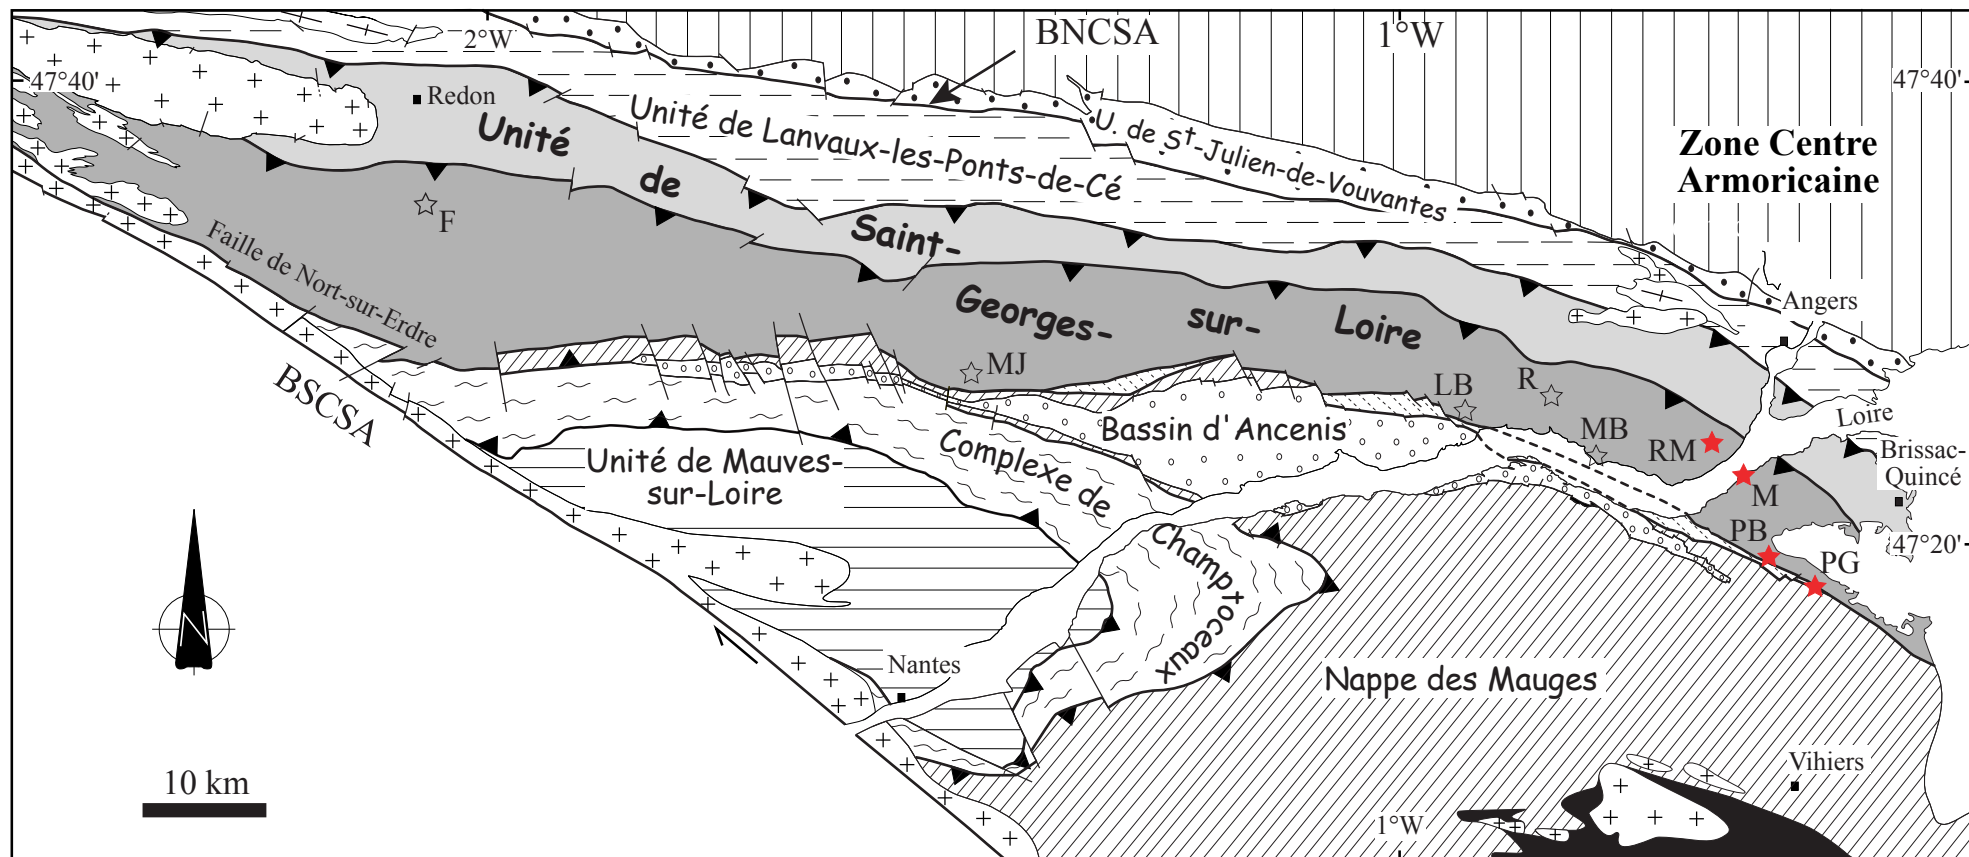 2°W
BNCSA
1°W
47°40'
47°40'
Redon
Unité de Lanvaux-les-Ponts-de-Cé
U. de St-Julien-de-Vouvantes
Zone Centre
Armoricaine
Unité
de
Saint-
Georges-
sur-
Loire
F
Faille de Nort-sur-Erdre
BSCSA
Angers
MJ
LB
R
MB
RM
Loire
Brissac-
Quincé
M
PB
PG
47°20'
Bassin d'Ancenis
Unité de Mauves-
sur-Loire
Complexe de
Champtoceaux
N
Nantes
Nappe des Mauges
Vihiers
10 km
1°W